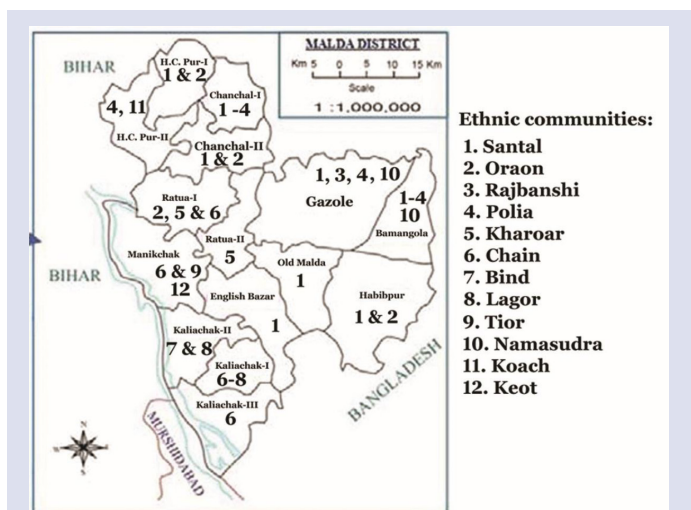 MALDA DISTRICT
Km 5 0 5 10 15 Km
Scale
1 :1,000,000
BIHAR
H.C. Pur-I
1 & 2
Chanchal-I
1 -4
4, 11
H.C. Pur-II
Chanchal-II
1 & 2
1, 3, 4, 10
Gazole
1-4
10
Bamangola
Ratua-I
2, 5 & 6
Ratua-II
5
Manikchak
6 & 9
12
BIHAR
Old Malda
1
English Bazar
1
Habibpur
1 & 2
Kaliachak-II
7 & 8
Kaliachak-I
6-8
Kaliachak-III
6
BANGLADESH
MURSHIDABAD
N
W
E
S
Ethnic communities:
1. Santal
2. Oraon
3. Rajbanshi
4. Polia
5. Kharoar
6. Chain
7. Bind
8. Lagor
9. Tior
10. Namasudra
11. Koach
12. Keot